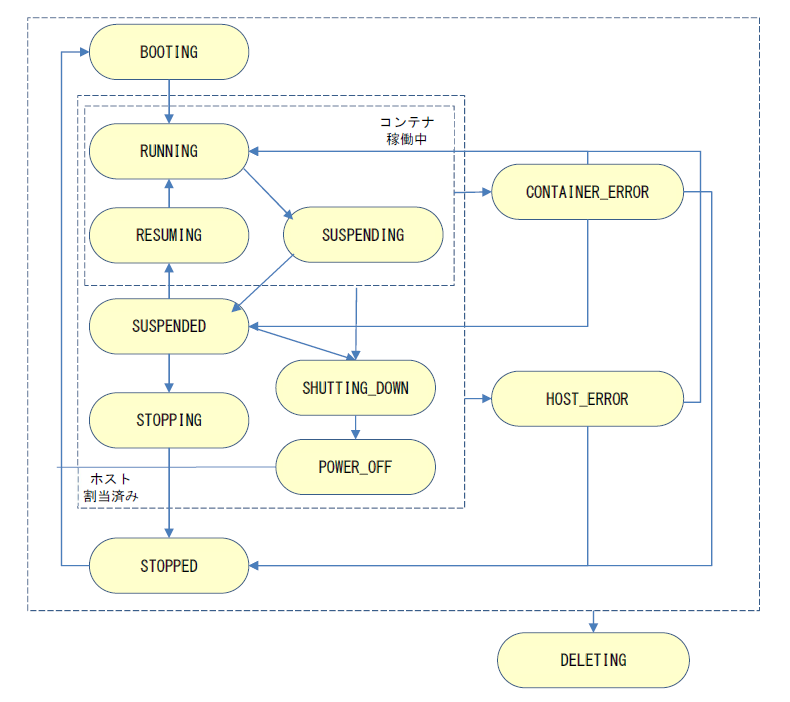 BOOTING
コンテナ
稼働中
RUNNING
CONTAINER_ERROR
RESUMING
SUSPENDING
SUSPENDED
SHUTTING_DOWN
HOST_ERROR
STOPPING
POWER_OFF
ホスト
割当済み
STOPPED
DELETING